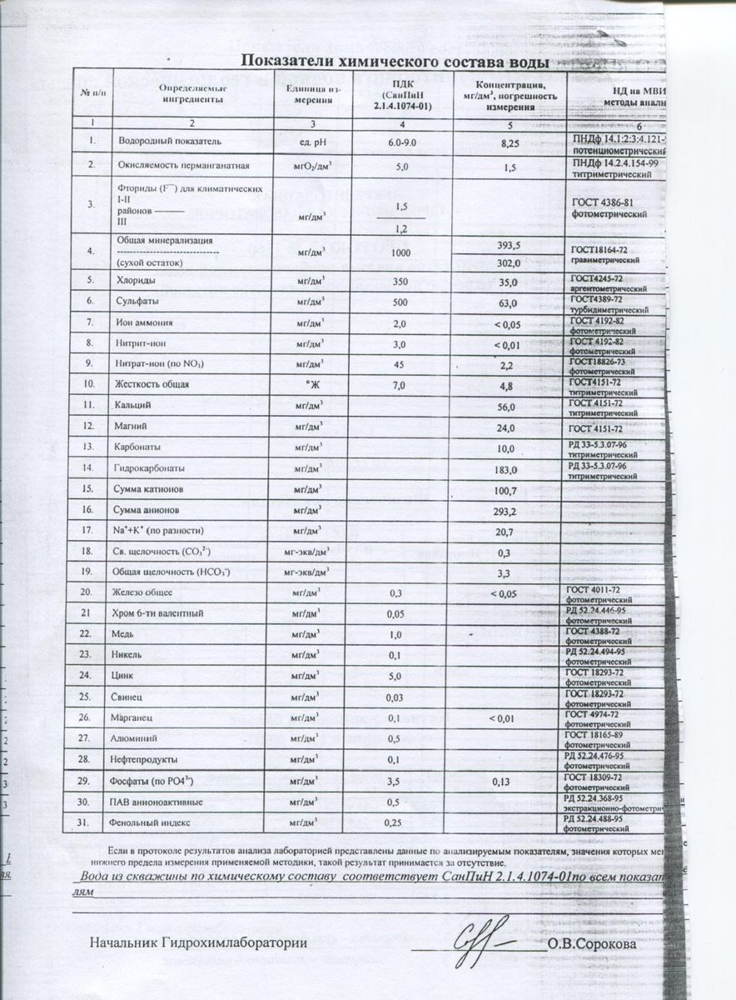 Показатели химического состава воды
№ п/п Определяемые ингредиенты Единица из-мерения ПДК (СанПиН 2.1.4.1074-01) Концентрация, мг/дм³, погрешность измерения НД на МВИ методы анали
1 2 3 4 5 6
1. Водородный показатель ед. pH 6.0-9.0 8,25 ПНДф 14.1:2:3:4.121- потенциометрический
2. Окисляемость перманганатная мгО₂/дм³ 5,0 1,5 ПНДф 14.2.4.154-99 титриметрический
3. Фториды (F⁻) для климатических I-II районов ——— III мг/дм³ 1,5 1,2 ГОСТ 4386-81 фотометрический
4. Общая минерализация (сухой остаток) мг/дм³ 1000 393,5 302,0 ГОСТ18164-72 гравиметрический
5. Хлориды мг/дм³ 350 35,0 ГОСТ4245-72 аргентометрический
6. Сульфаты мг/дм³ 500 63,0 ГОСТ4389-72 турбидиметрический
7. Ион аммония мг/дм³ 2,0 < 0,05 ГОСТ 4192-82 фотометрический
8. Нитрит-ион мг/дм³ 3,0 < 0,01 ГОСТ 4192-82 фотометрический
9. Нитрат-ион (по NO₃) мг/дм³ 45 2,2 ГОСТ18826-73 фотометрический
10. Жесткость общая °Ж 7,0 4,8 ГОСТ4151-72 титриметрический
11. Кальций мг/дм³ 56,0 ГОСТ 4151-72 титриметрический
12. Магний мг/дм³ 24,0 ГОСТ 4151-72
13. Карбонаты мг/дм³ 10,0 РД 33-5.3.07-96 титриметрический
14. Гидрокарбонаты мг/дм³ 183,0 РД 33-5.3.07-96 титриметрический
15. Сумма катионов мг/дм³ 100,7
16. Сумма анионов мг/дм³ 293,2
17. Na⁺+K⁺ (по разности) мг/дм³ 20,7
18. Св. щелочность (CO₃²⁻) мг-экв/дм³ 0,3
19. Общая щелочность (HCO₃⁻) мг-экв/дм³ 3,3
20. Железо общее мг/дм³ 0,3 < 0,05 ГОСТ 4011-72 фотометрический
21 Хром 6-ти валентный мг/дм³ 0,05 РД 52.24.446-95 фотометрический
22. Медь мг/дм³ 1,0 - ГОСТ 4388-72 фотометрический
23. Никель мг/дм³ 0,1 РД 52.24.494-95 фотометрический
24. Цинк мг/дм³ 5,0 ГОСТ 18293-72 фотометрический
25. Свинец мг/дм³ 0,03 ГОСТ 18293-72 фотометрический
26. Марганец мг/дм³ 0,1 < 0,01 ГОСТ 4974-72 фотометрический
27. Алюминий мг/дм³ 0,5 ГОСТ 18165-89 фотометрический
28. Нефтепродукты мг/дм³ 0,1 РД 52.24.476-95 фотометрический
29. Фосфаты (по PO4³⁻) мг/дм³ 3,5 0,13 ГОСТ 18309-72 фотометрический
30. ПАВ анионоактивные мг/дм³ 0,5 РД 52.24.368-95 экстракционно-фотометрич
31. Фенольный индекс мг/дм³ 0,25 РД 52.24.488-95 фотометрический
Если в протоколе результатов анализа лабораторией представлены данные по анализируемым показателям, значения которых ме
нижнего предела измерения применяемой методики, такой результат принимается за отсутствие.
Вода из скважины по химическому составу соответствует СанПиН 2.1.4.1074-01по всем показат
лям
Начальник Гидрохимлаборатории О.В.Сорокова